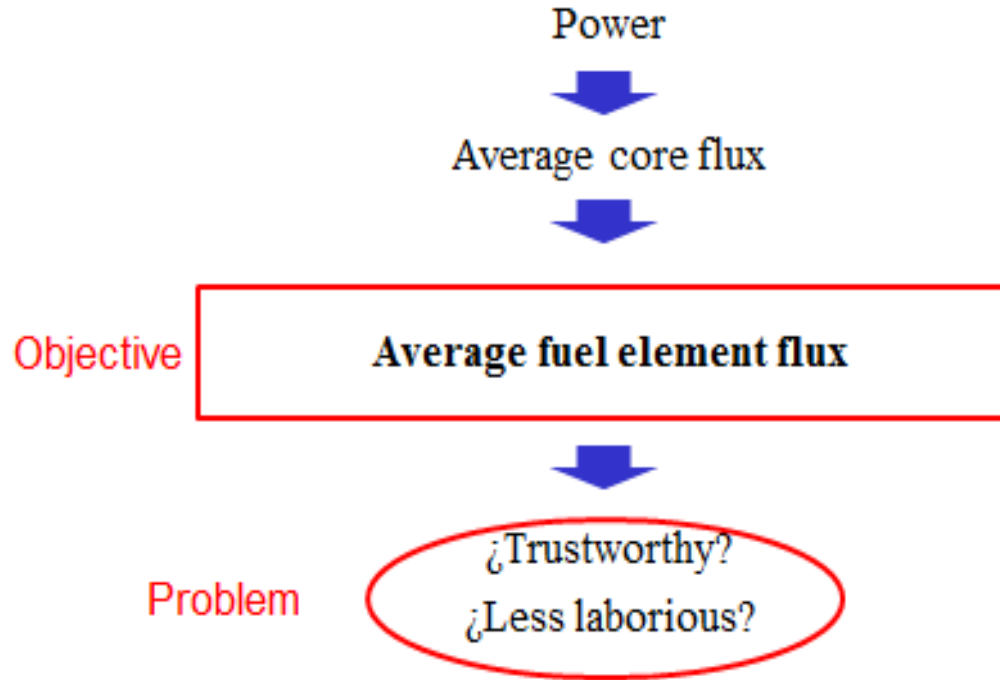 Power
Average core flux
Objective
Average fuel element flux
¿Trustworthy?
Problem
¿Less laborious?